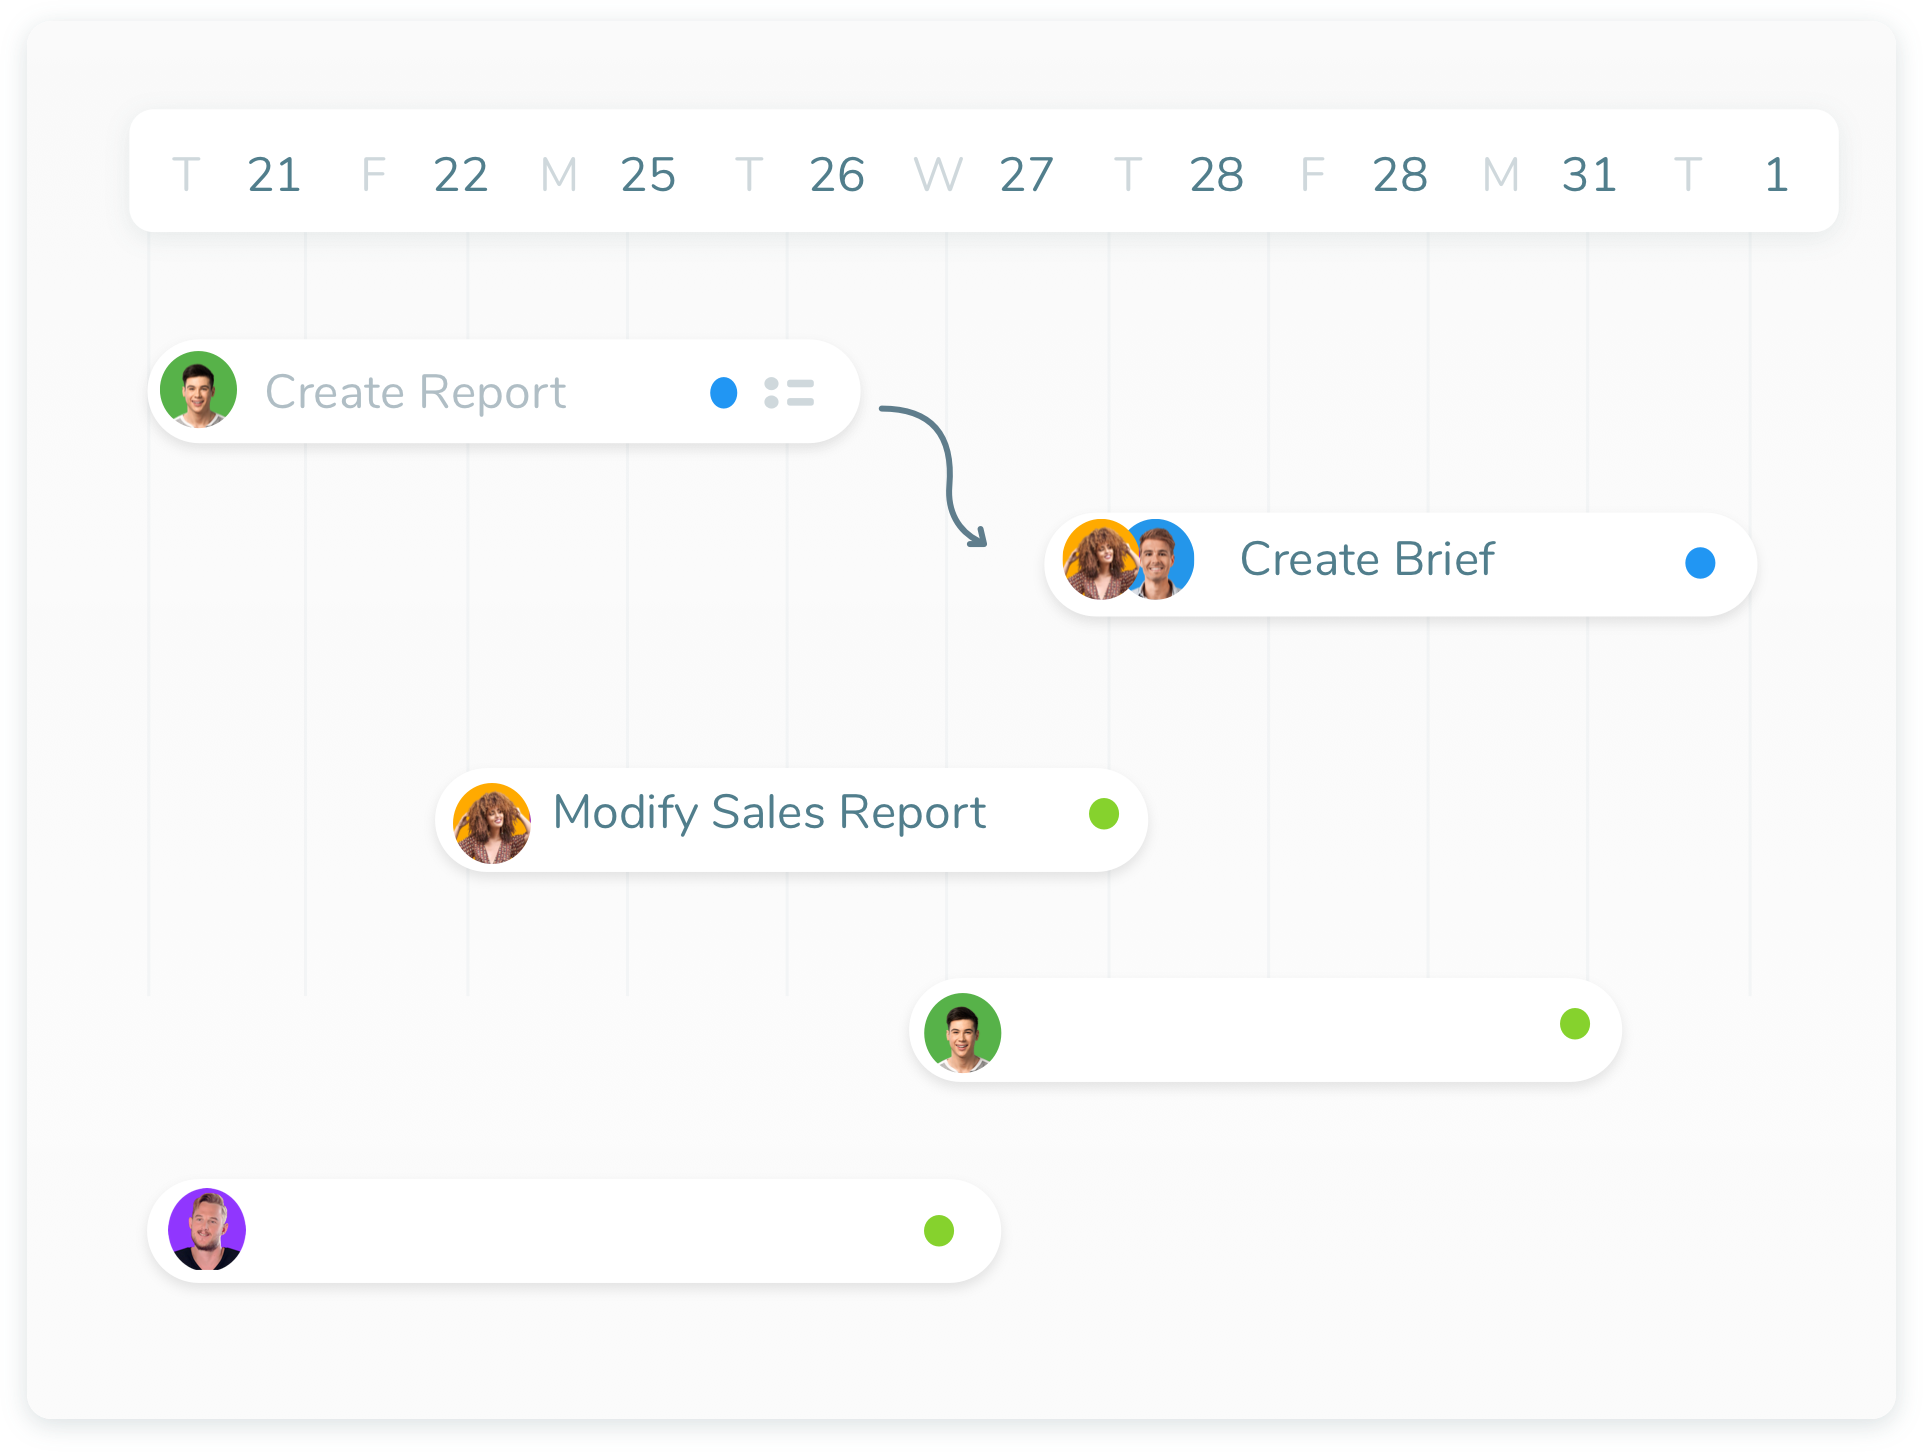 T 21 F 22 M 25 T 26 W 27 T 28 F 28 M 31 T 1
Create Report
Create Brief
Modify Sales Report